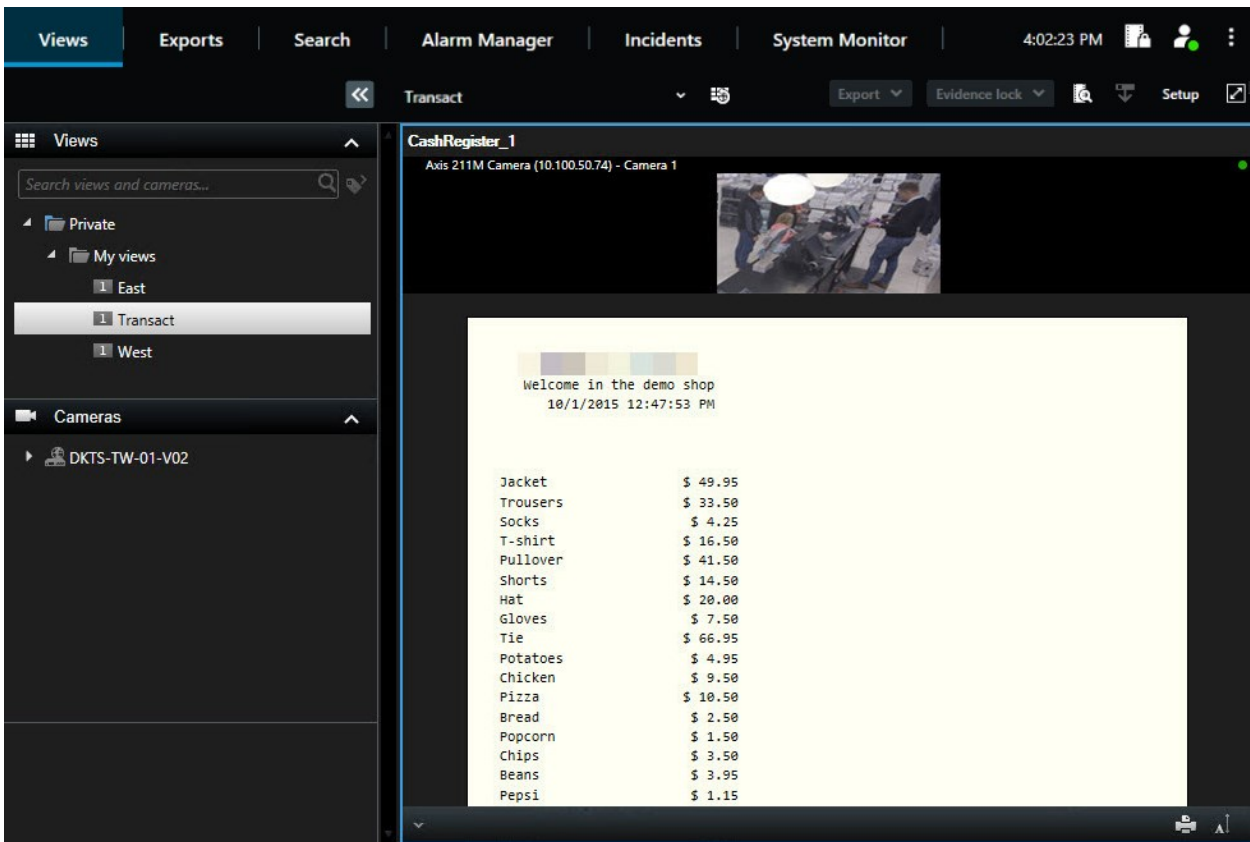 Views Exports Search Alarm Manager Incidents System Monitor 4:02:23 PM
Transact Export Evidence lock Setup
Views
Search views and cameras...
Private
My views
1 East
1 Transact
1 West
Cameras
DKTS-TW-01-V02
CashRegister_1
Axis 211M Camera (10.100.50.74) - Camera 1
Welcome in the demo shop
10/1/2015 12:47:53 PM
Jacket $ 49.95
Trousers $ 33.50
Socks $ 4.25
T-shirt $ 16.50
Pullover $ 41.50
Shorts $ 14.50
Hat $ 20.00
Gloves $ 7.50
Tie $ 66.95
Potatoes $ 4.95
Chicken $ 9.50
Pizza $ 10.50
Bread $ 2.50
Popcorn $ 1.50
Chips $ 3.50
Beans $ 3.95
Pepsi $ 1.15
A